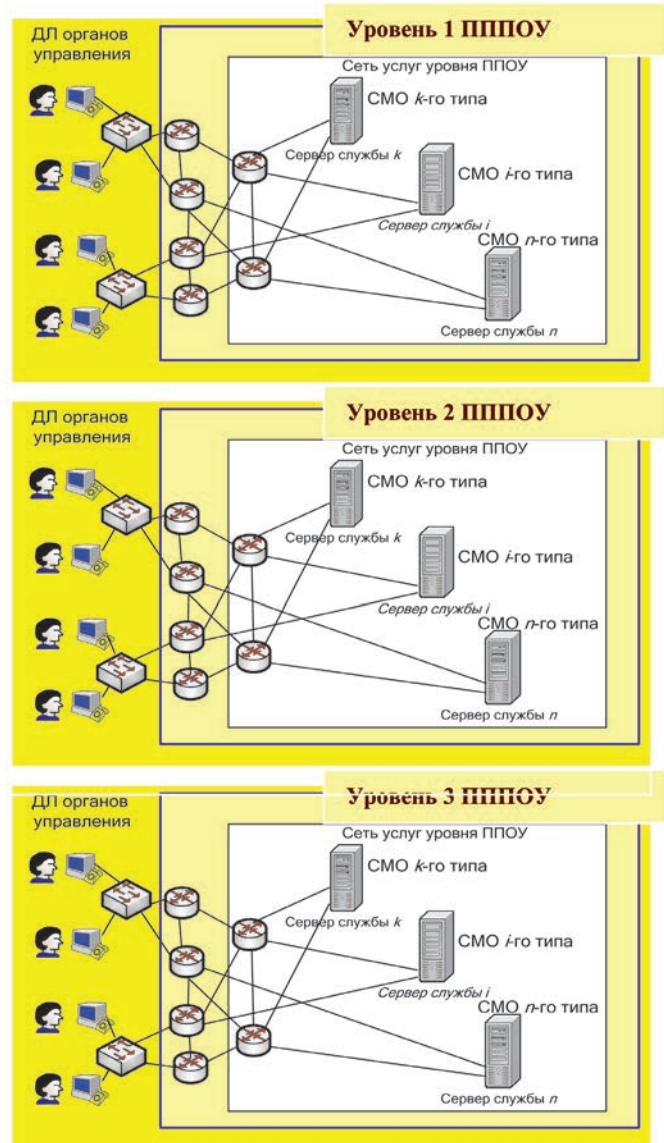 ДЛ органов
управления
Уровень 1 ПППОУ
Сеть услуг уровня ППОУ
СМО k-го типа
Сервер службы k
СМО i-го типа
Сервер службы i
СМО n-го типа
Сервер службы n
ДЛ органов
управления
Уровень 2 ПППОУ
Сеть услуг уровня ППОУ
СМО k-го типа
Сервер службы k
СМО i-го типа
Сервер службы i
СМО n-го типа
Сервер службы n
ДЛ органов
управления
Уровень 3 ПППОУ
Сеть услуг уровня ППОУ
СМО k-го типа
Сервер службы k
СМО i-го типа
Сервер службы i
СМО n-го типа
Сервер службы n